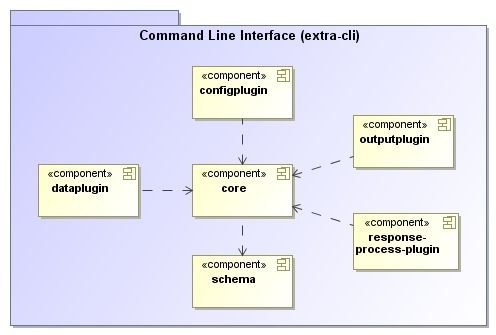 Command Line Interface (extra-cli)
«component»
configplugin
«component»
outputplugin
«component»
dataplugin
«component»
core
«component»
response-
process-plugin
«component»
schema